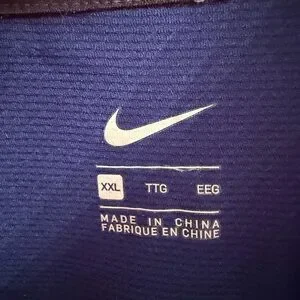 XXL TTG EEG
MADE IN CHINA
FABRIQUE EN CHINE